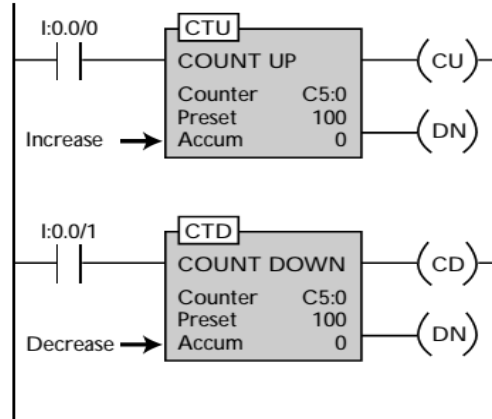 I:0.0/0
CTU
COUNT UP
CU
Counter C5:0
Preset 100
DN
Increase
Accum 0
I:0.0/1
CTD
COUNT DOWN
CD
Counter C5:0
Preset 100
DN
Decrease
Accum 0